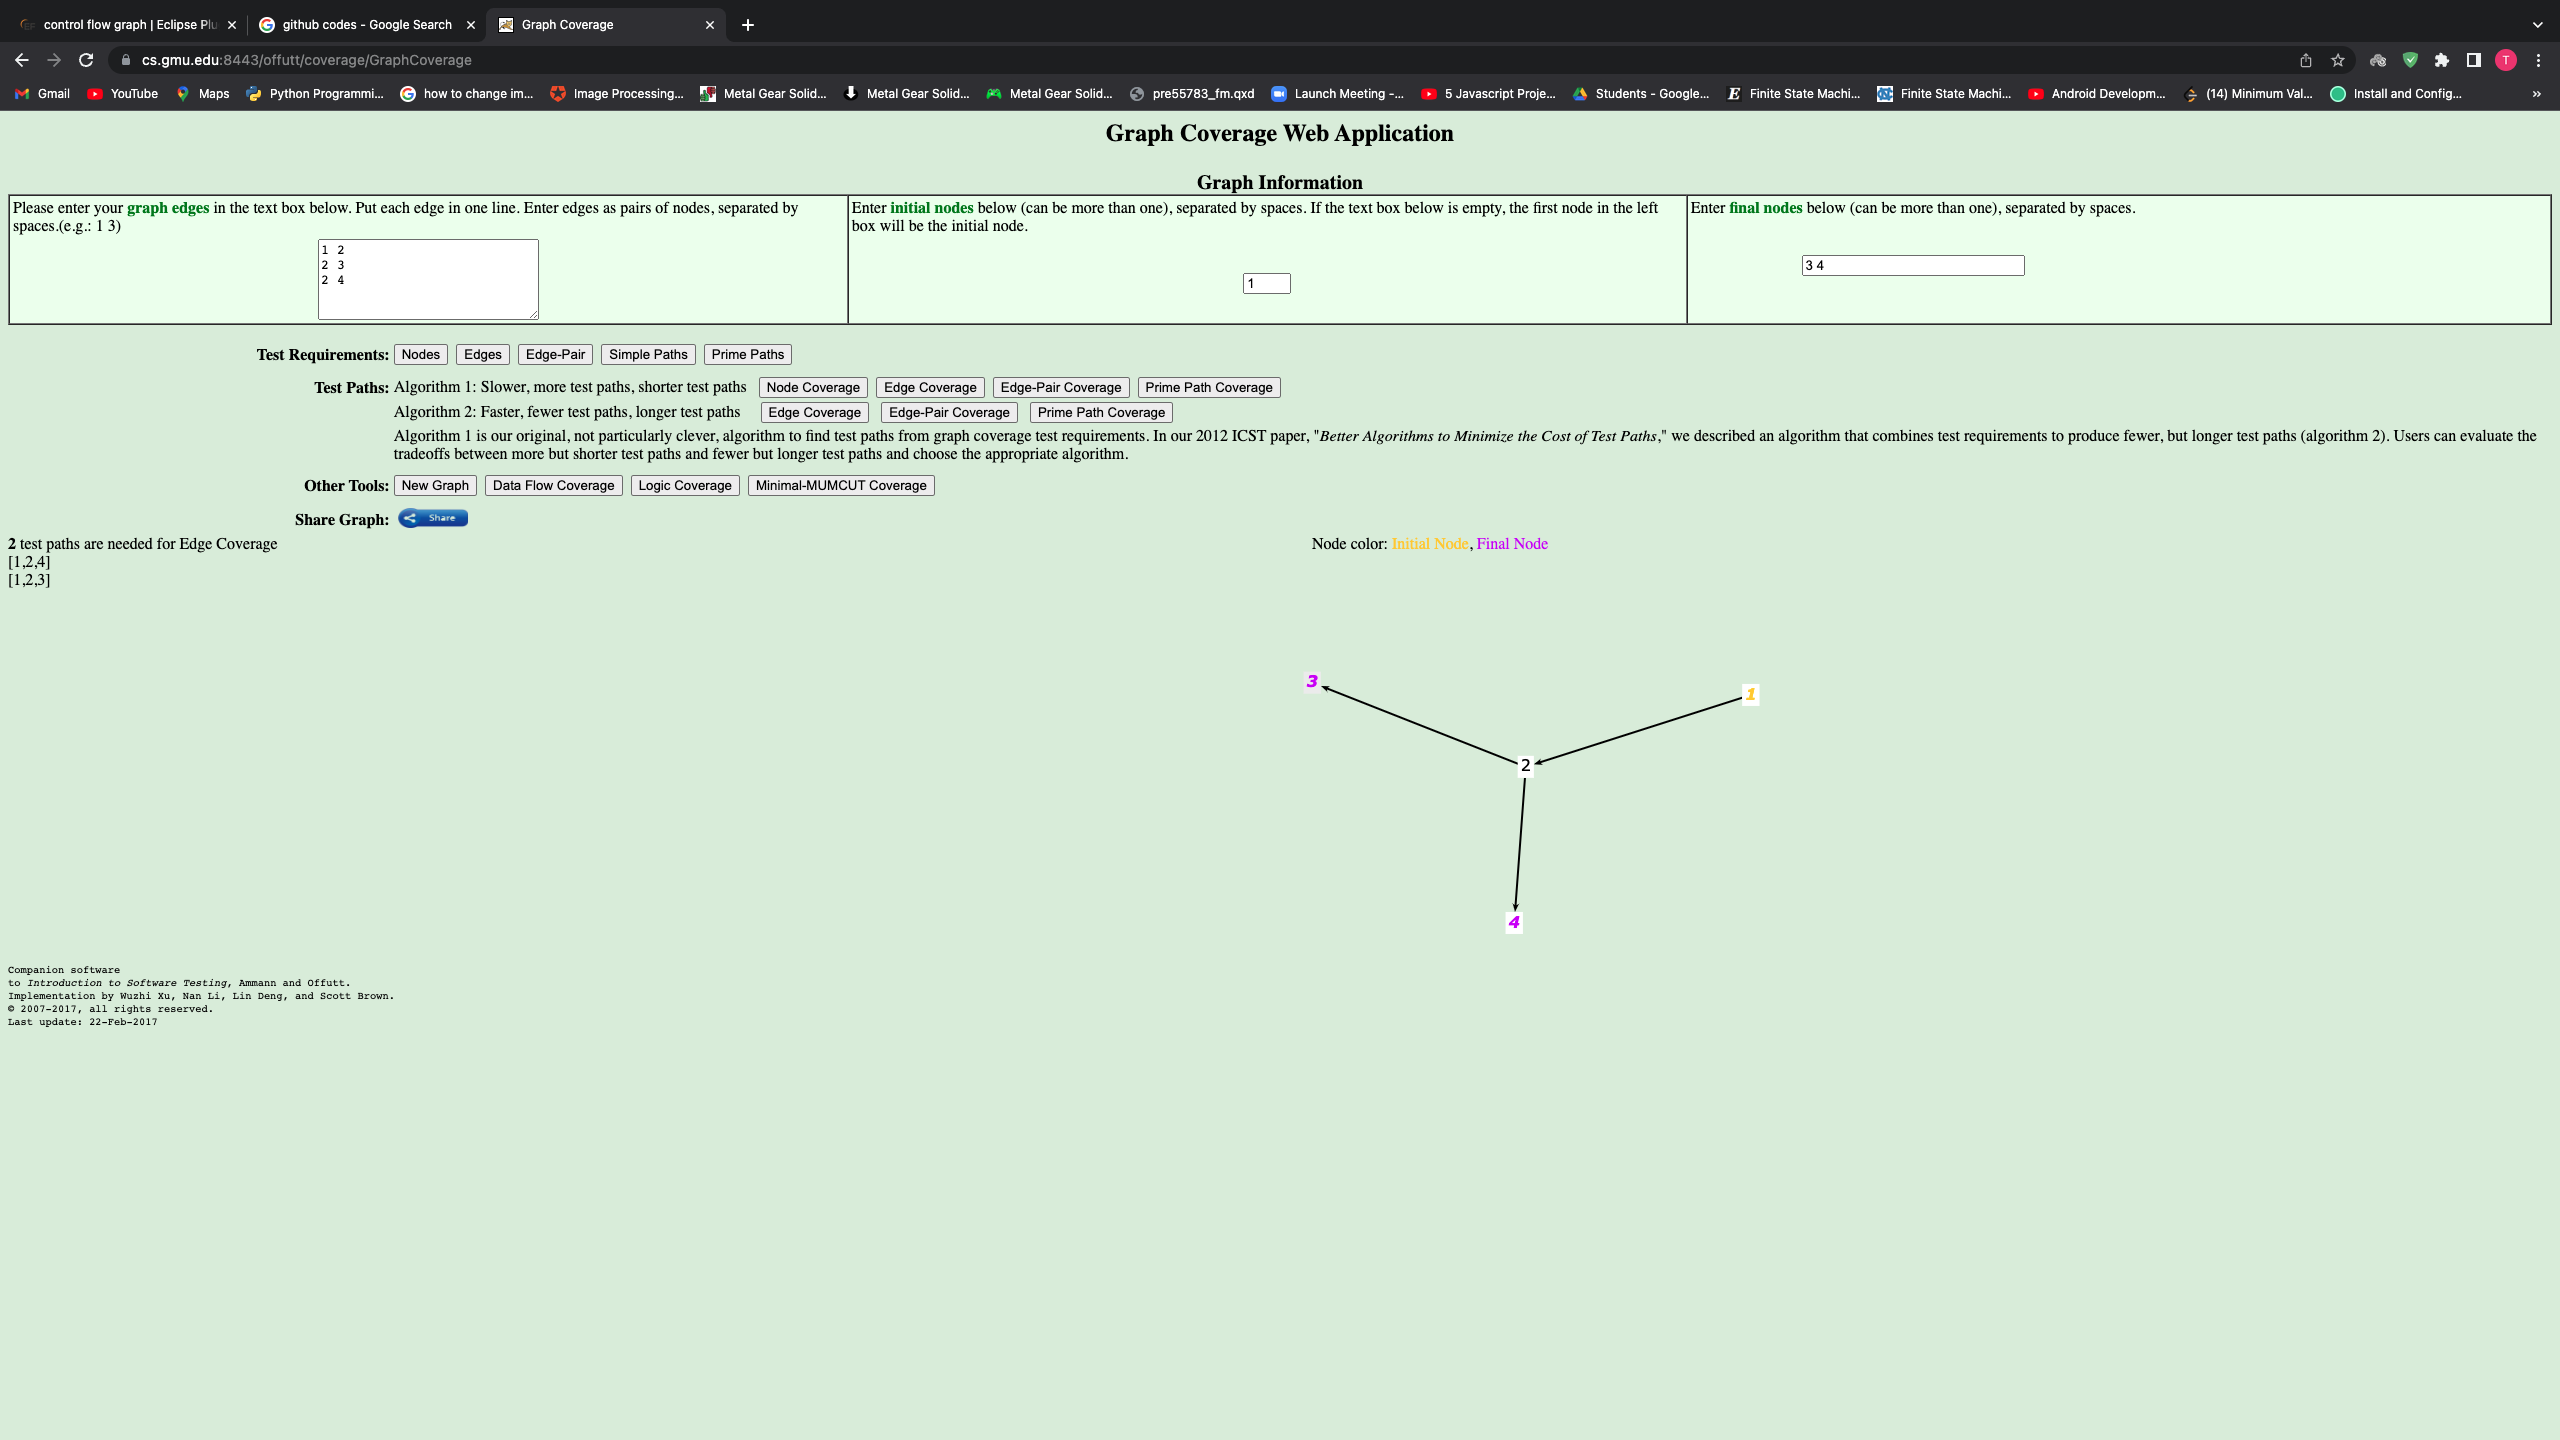 control flow graph | Eclipse Plu
github codes - Google Search
Graph Coverage
cs.gmu.edu:8443/offutt/coverage/GraphCoverage
T
Gmail YouTube Maps Python Programmi... how to change im... Image Processing... Metal Gear Solid... Metal Gear Solid... Metal Gear Solid... pre55783_fm.qxd Launch Meeting -... 5 Javascript Proje... Students - Google... Finite State Machi... Finite State Machi... Android Developm... (14) Minimum Val... Install and Config... »
Graph Coverage Web Application
Graph Information
Please enter your graph edges in the text box below. Put each edge in one line. Enter edges as pairs of nodes, separated by
spaces.(e.g.: 1 3)
1 2
2 3
2 4
Enter initial nodes below (can be more than one), separated by spaces. If the text box below is empty, the first node in the left
box will be the initial node.
1
Enter final nodes below (can be more than one), separated by spaces.
3 4
Test Requirements: Nodes Edges Edge-Pair Simple Paths Prime Paths
Test Paths: Algorithm 1: Slower, more test paths, shorter test paths Node Coverage Edge Coverage Edge-Pair Coverage Prime Path Coverage
Algorithm 2: Faster, fewer test paths, longer test paths Edge Coverage Edge-Pair Coverage Prime Path Coverage
Algorithm 1 is our original, not particularly clever, algorithm to find test paths from graph coverage test requirements. In our 2012 ICST paper, "Better Algorithms to Minimize the Cost of Test Paths," we described an algorithm that combines test requirements to produce fewer, but longer test paths (algorithm 2). Users can evaluate the
tradeoffs between more but shorter test paths and fewer but longer test paths and choose the appropriate algorithm.
Other Tools: New Graph Data Flow Coverage Logic Coverage Minimal-MUMCUT Coverage
Share Graph: Share
2 test paths are needed for Edge Coverage
[1,2,4]
[1,2,3]
Node color: Initial Node, Final Node
3
1
2
4
Companion software
to Introduction to Software Testing, Ammann and Offutt.
Implementation by Wuzhi Xu, Nan Li, Lin Deng, and Scott Brown.
© 2007-2017, all rights reserved.
Last update: 22-Feb-2017